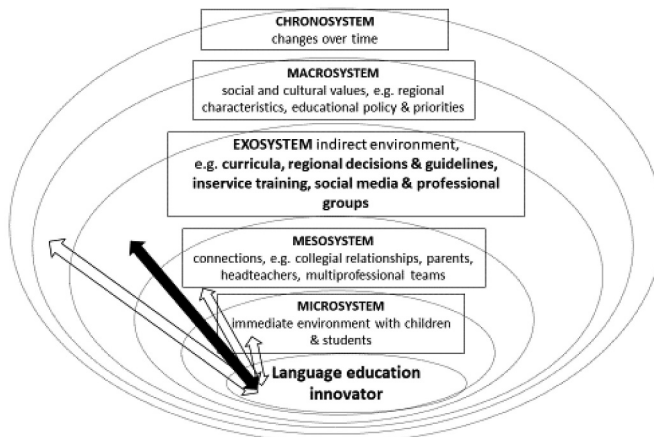 CHRONOSYSTEM
changes over time
MACROSYSTEM
social and cultural values, e.g. regional
characteristics, educational policy & priorities
EXOSYSTEM indirect environment,
e.g. curricula, regional decisions & guidelines,
inservice training, social media & professional
groups
MESOSYSTEM
connections, e.g. collegial relationships, parents,
headteachers, multiprofessional teams
MICROSYSTEM
immediate environment with children
& students
Language education
innovator